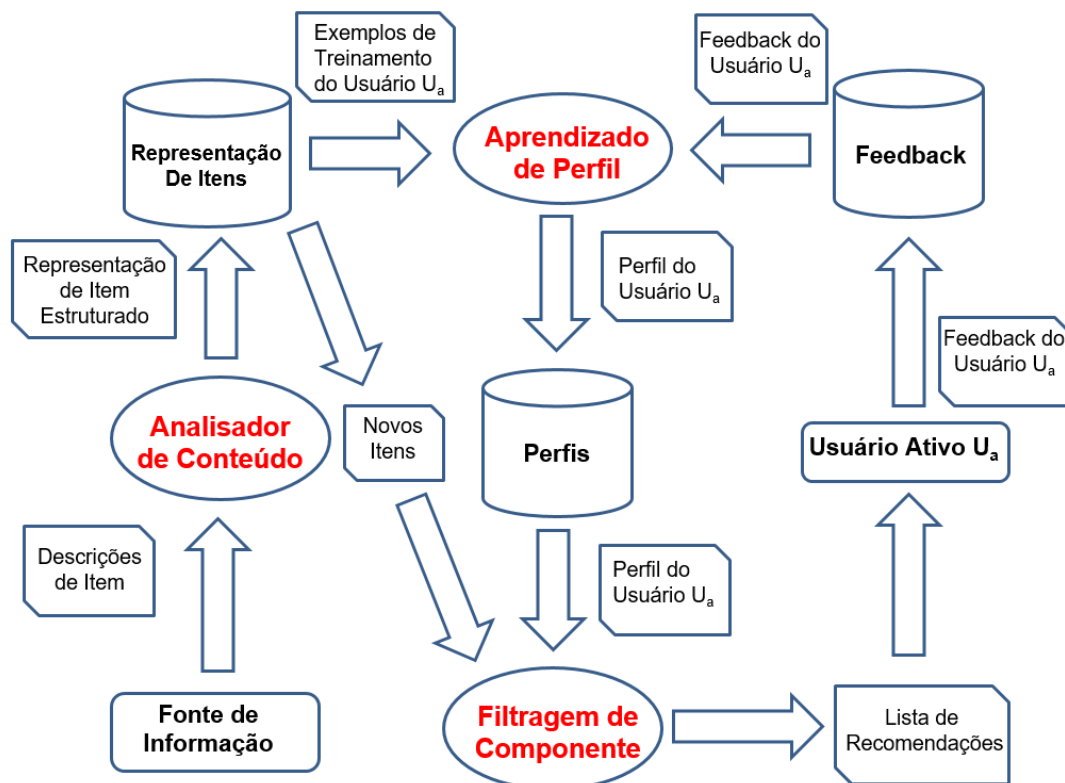 Exemplos de
Treinamento
do Usuário Ua
Feedback do
Usuário Ua
Representação
De Itens
Aprendizado
de Perfil
Feedback
Representação
de Item
Estruturado
Perfil do
Usuário Ua
Feedback do
Usuário Ua
Analisador
de Conteúdo
Novos
Itens
Perfis
Usuário Ativo Ua
Descrições
de Item
Perfil do
Usuário Ua
Fonte de
Informação
Filtragem de
Componente
Lista de
Recomendações